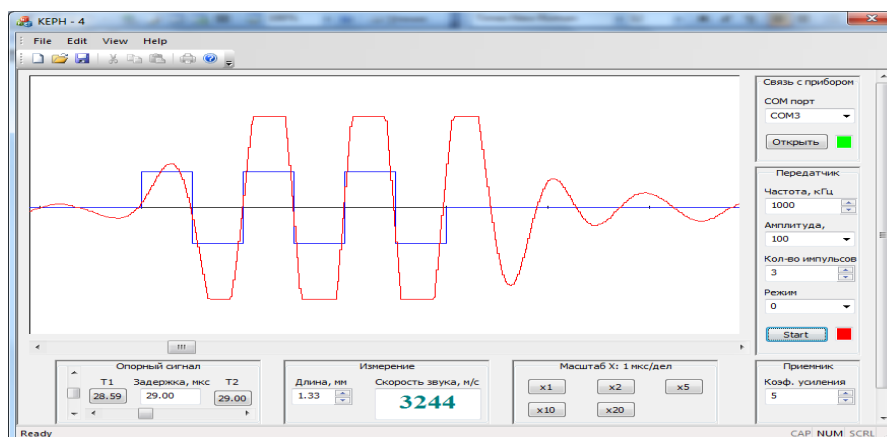 КЕРН - 4
File Edit View Help
Связь с прибором
COM порт
COM3
Открыть
Передатчик
Частота, кГц
1000
Амплитуда,
100
Кол-во импульсов
3
Режим
0
Start
Опорный сигнал
T1 Задержка, мкс T2
28.59 29.00 29.00
Измерение
Длина, мм Скорость звука, м/с
1.33 3244
Масштаб X: 1 мкс/дел
x1 x2 x5
x10 x20
Приемник
Коэф. усиления
5
Ready CAP NUM SCRL